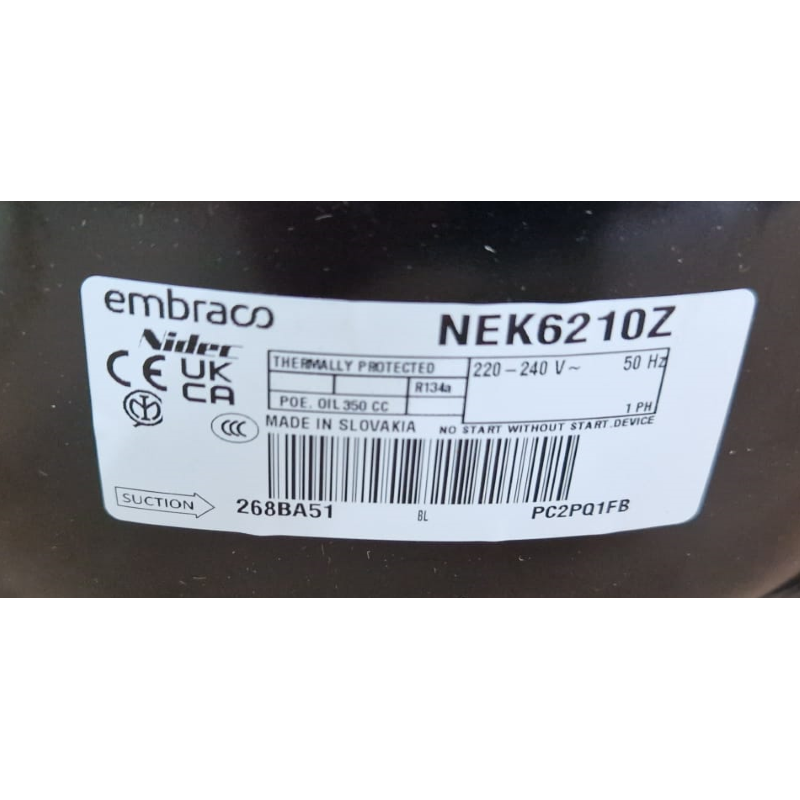 embraco
NEK6210Z
Nidec
CE UK CA
THERMALLY PROTECTED
R134a
POE. OIL 350 CC
220-240 V~ 50 Hz
1 PH
MADE IN SLOVAKIA NO START WITHOUT START.DEVICE
CCC
SUCTION
268BA51 BL PC2PQ1FB